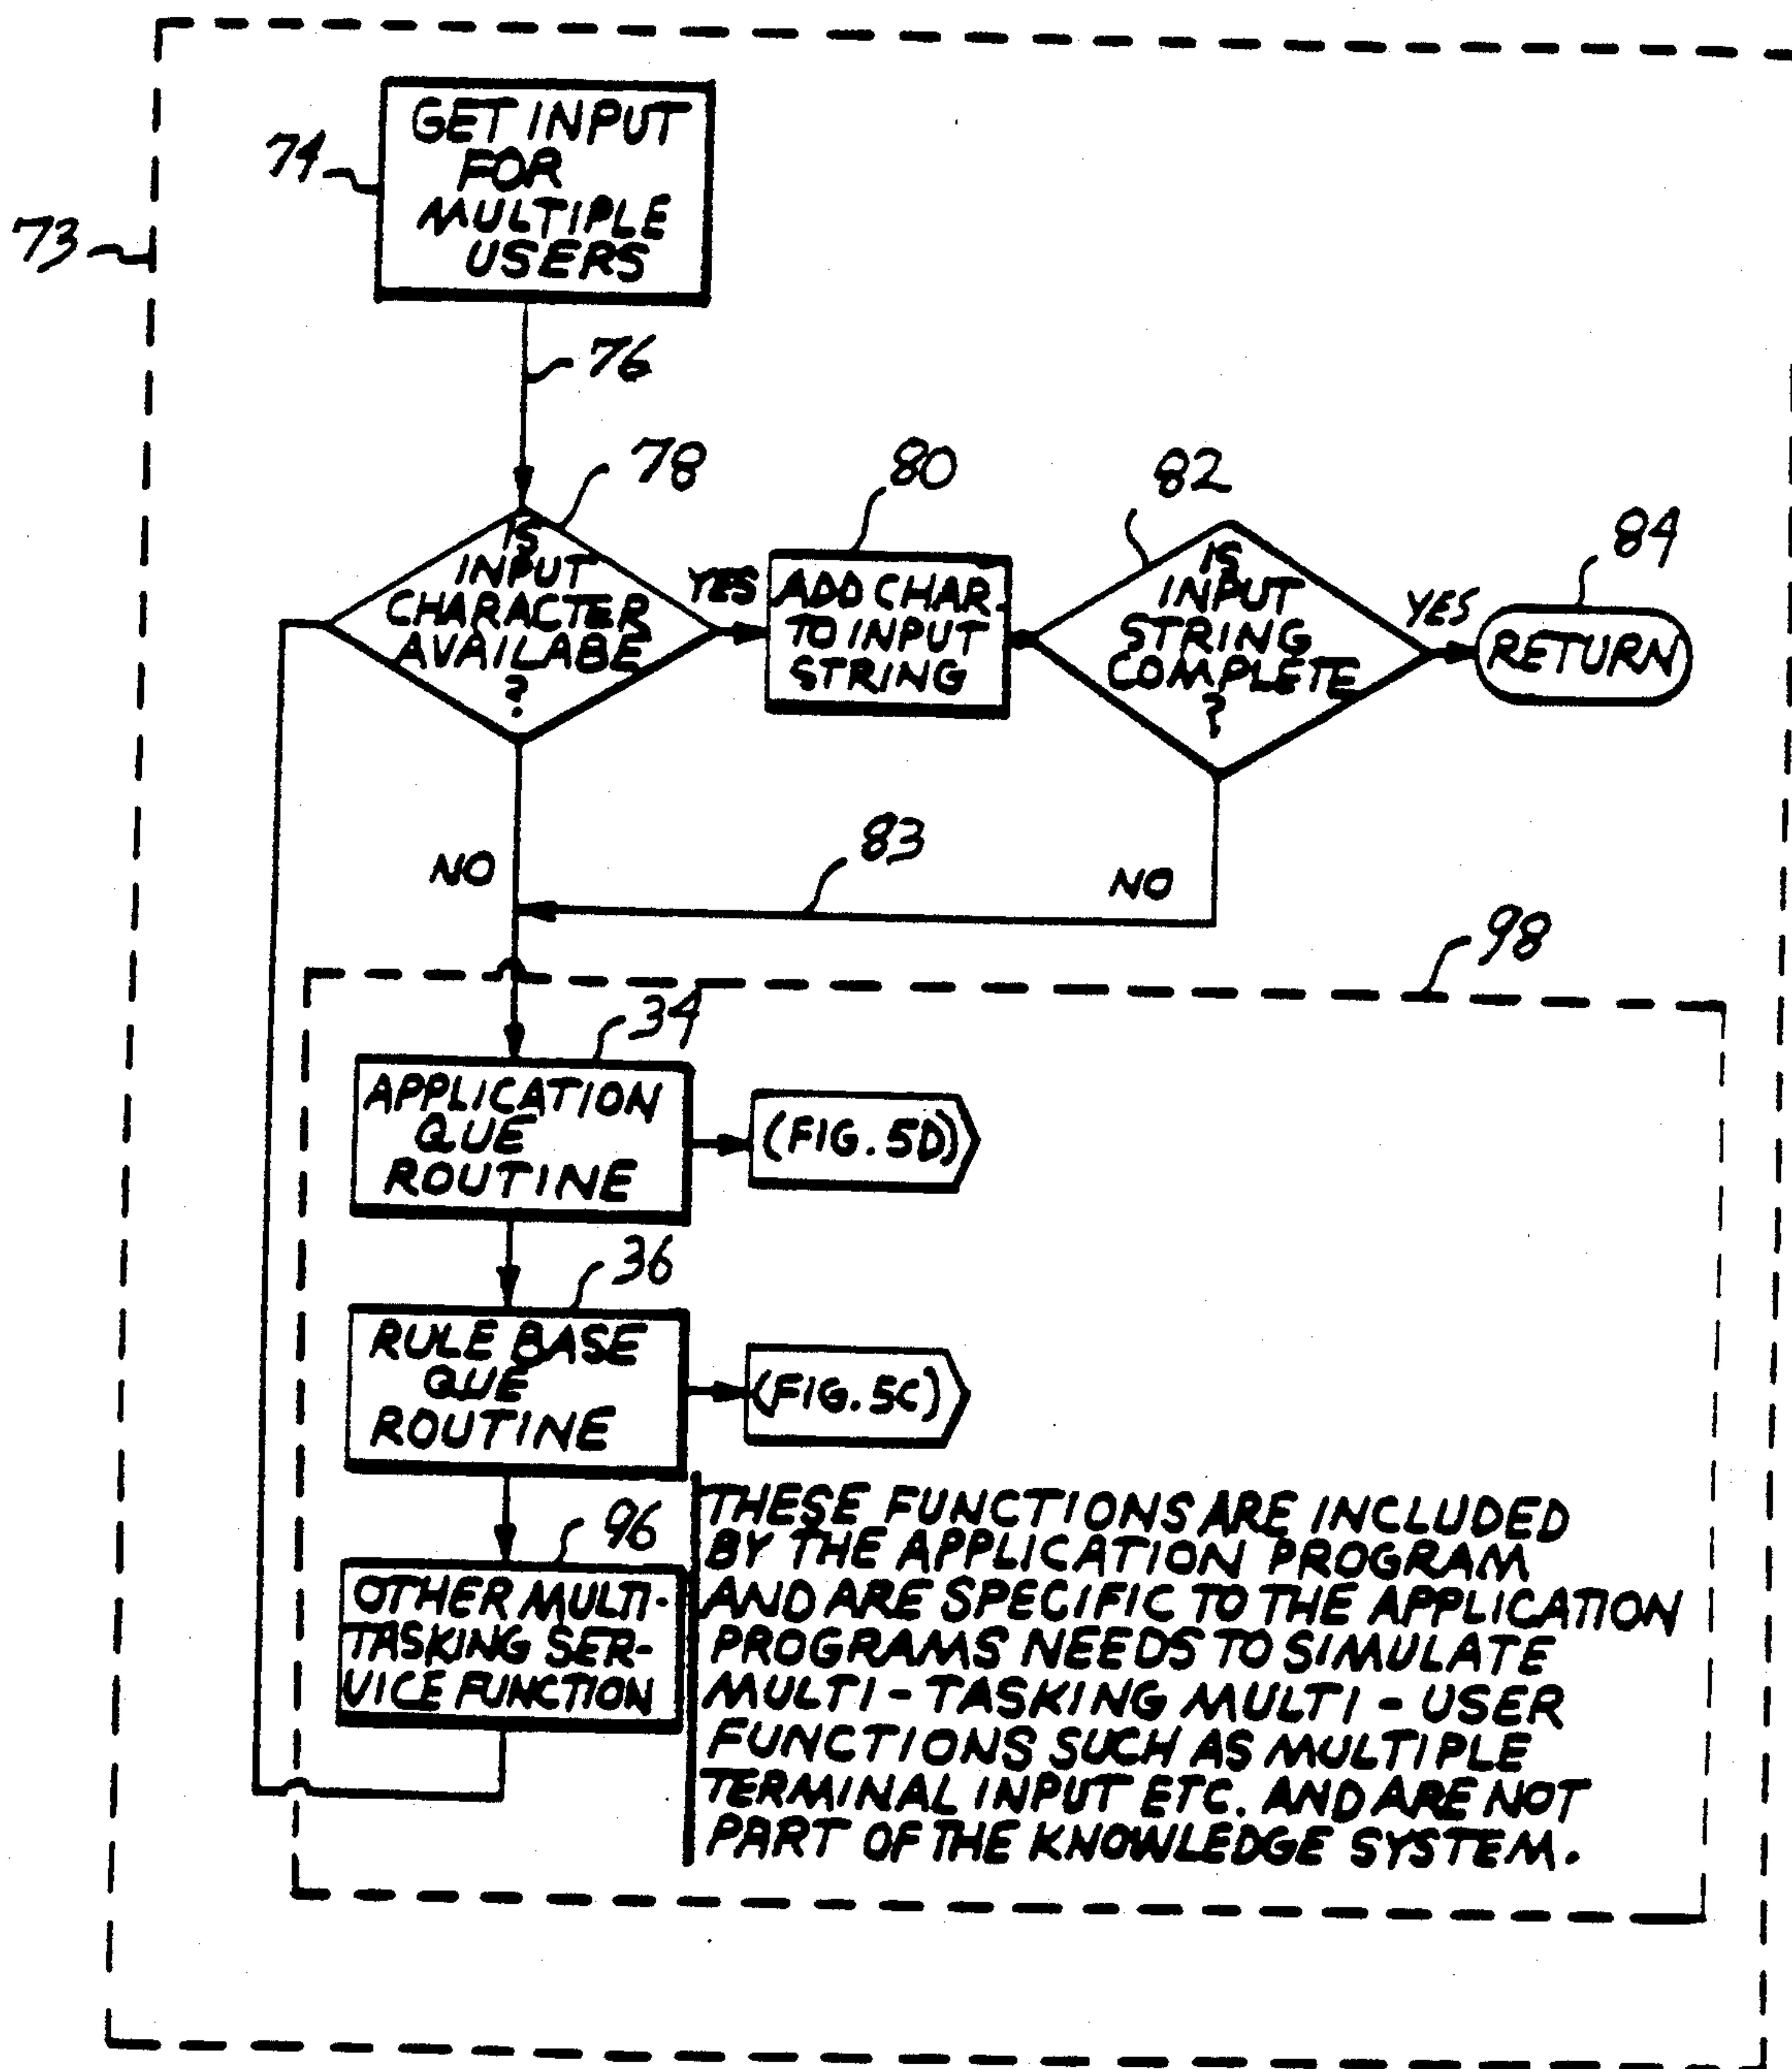 74
GET INPUT
FOR
MULTIPLE
USERS
73
76
78
80
82
84
IS
INPUT
CHARACTER
AVAILABE
?
YES
ADD CHAR.
TO INPUT
STRING
IS
INPUT
STRING
COMPLETE
?
YES
RETURN
NO
83
NO
98
34
APPLICATION
QUE
ROUTINE
(FIG. 5D)
36
RULE BASE
QUE
ROUTINE
(FIG. 5C)
96
OTHER MULTI-
TASKING SER-
VICE FUNCTION
THESE FUNCTIONS ARE INCLUDED
BY THE APPLICATION PROGRAM
AND ARE SPECIFIC TO THE APPLICATION
PROGRAMS NEEDS TO SIMULATE
MULTI-TASKING MULTI-USER
FUNCTIONS SUCH AS MULTIPLE
TERMINAL INPUT ETC. AND ARE NOT
PART OF THE KNOWLEDGE SYSTEM.